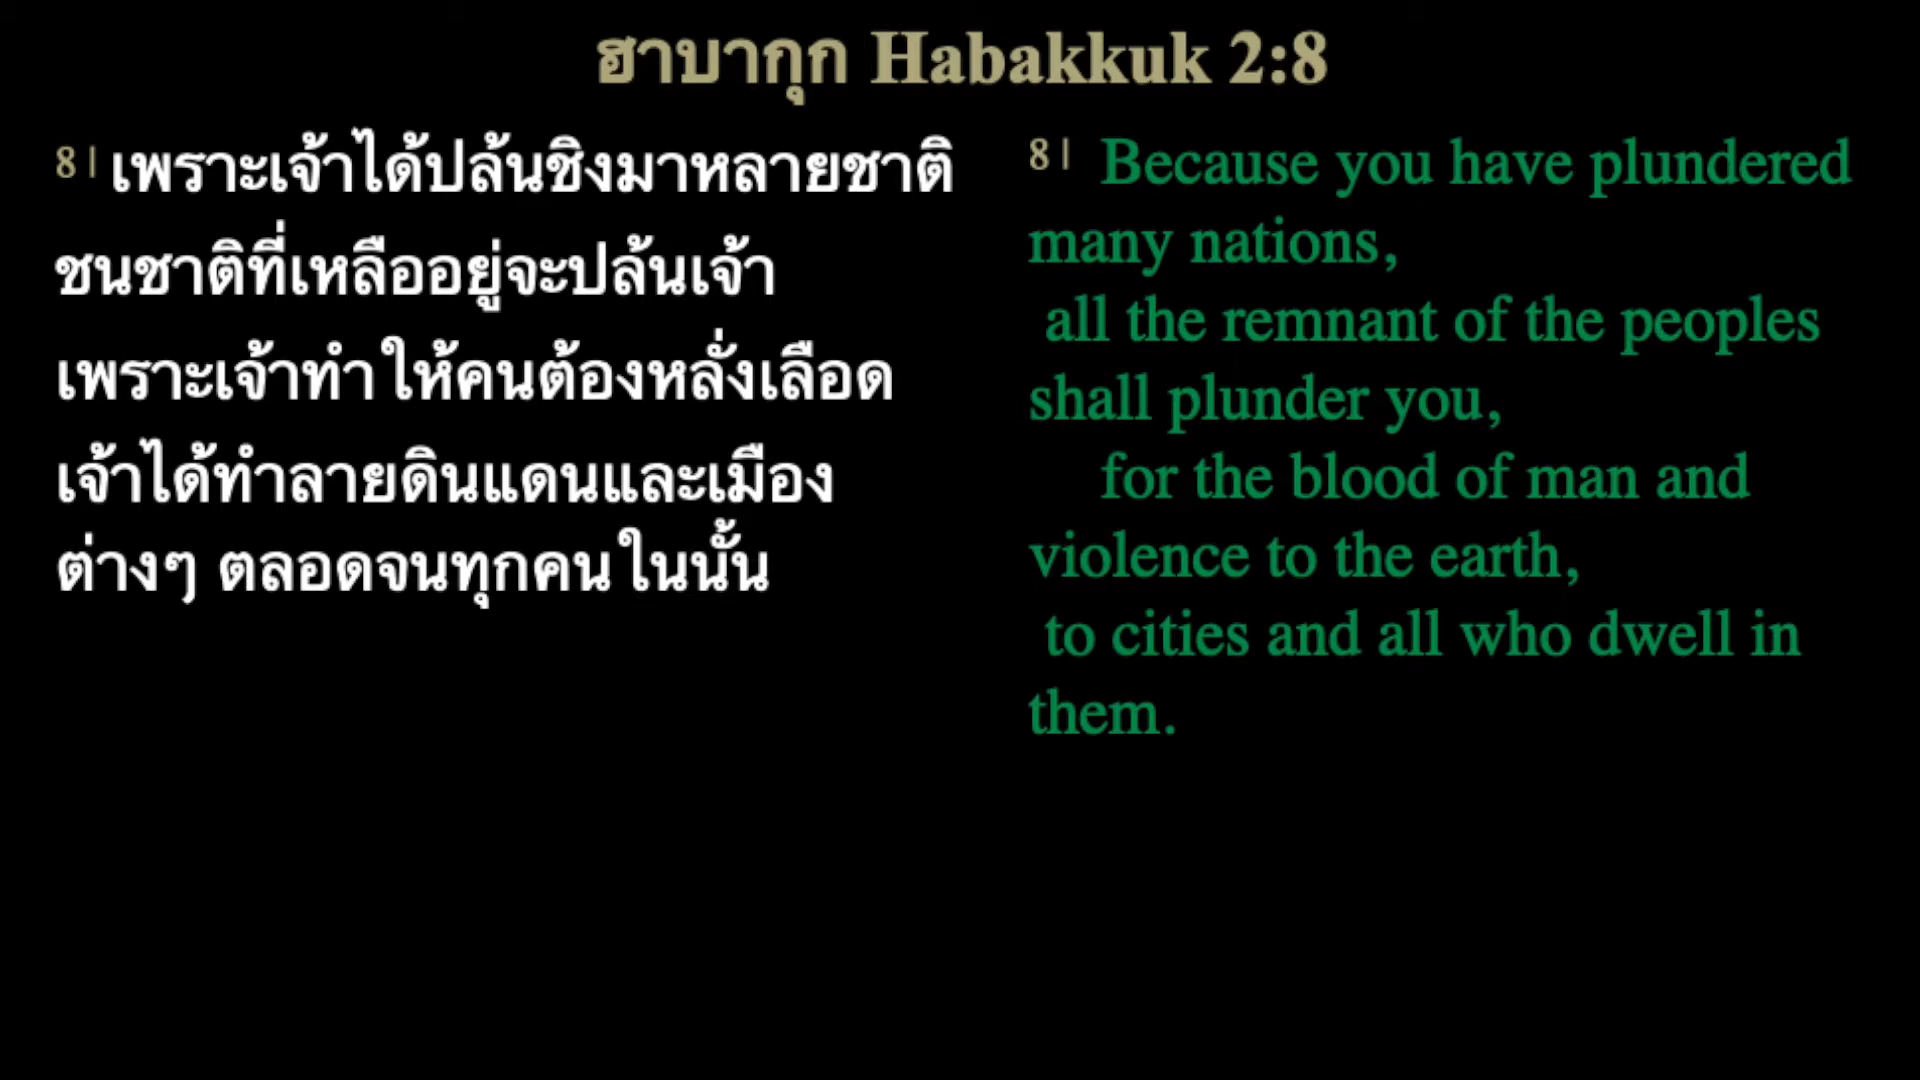 ฮาบากุก Habakkuk 2:8
8| เพราะเจ้าได้ปล้นชิงมาหลายชาติ
ชนชาติที่เหลืออยู่จะปล้นเจ้า
เพราะเจ้าทำให้คนต้องหลั่งเลือด
เจ้าได้ทำลายดินแดนและเมือง
ต่างๆ ตลอดจนทุกคนในนั้น
8| Because you have plundered
many nations,
all the remnant of the peoples
shall plunder you,
for the blood of man and
violence to the earth,
to cities and all who dwell in
them.